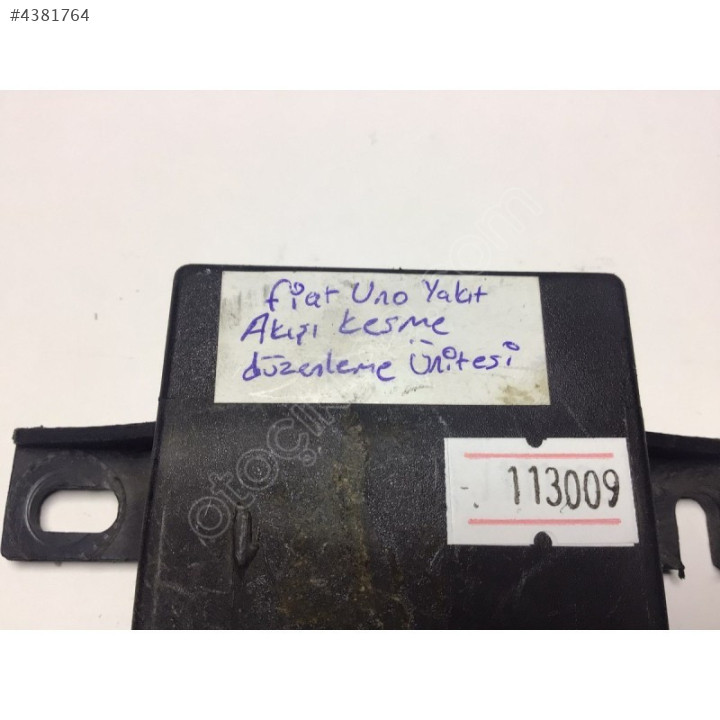 #4381764
fiat Uno Yakıt
Akışı kesme
düzenleme Ünitesi
113009